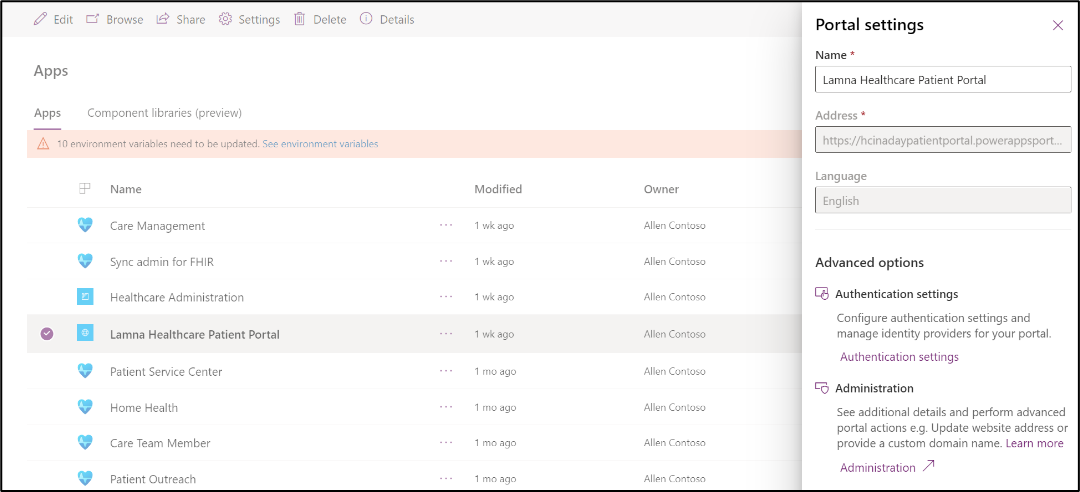 Edit Browse Share Settings Delete Details
Apps
Apps Component libraries (preview)
10 environment variables need to be updated. See environment variables
Name Modified Owner
Care Management ··· 1 wk ago Allen Contoso
Sync admin for FHIR ··· 1 wk ago Allen Contoso
Healthcare Administration ··· 1 wk ago Allen Contoso
Lamna Healthcare Patient Portal ··· 1 wk ago Allen Contoso
Patient Service Center ··· 1 mo ago Allen Contoso
Home Health ··· 1 mo ago Allen Contoso
Care Team Member ··· 1 mo ago Allen Contoso
Patient Outreach ··· 1 mo ago Allen Contoso
Portal settings
Name *
Lamna Healthcare Patient Portal
Address *
https://hcinadaypatientportal.powerappsport...
Language
English
Advanced options
Authentication settings
Configure authentication settings and
manage identity providers for your portal.
Authentication settings
Administration
See additional details and perform advanced
portal actions e.g. Update website address or
provide a custom domain name. Learn more
Administration